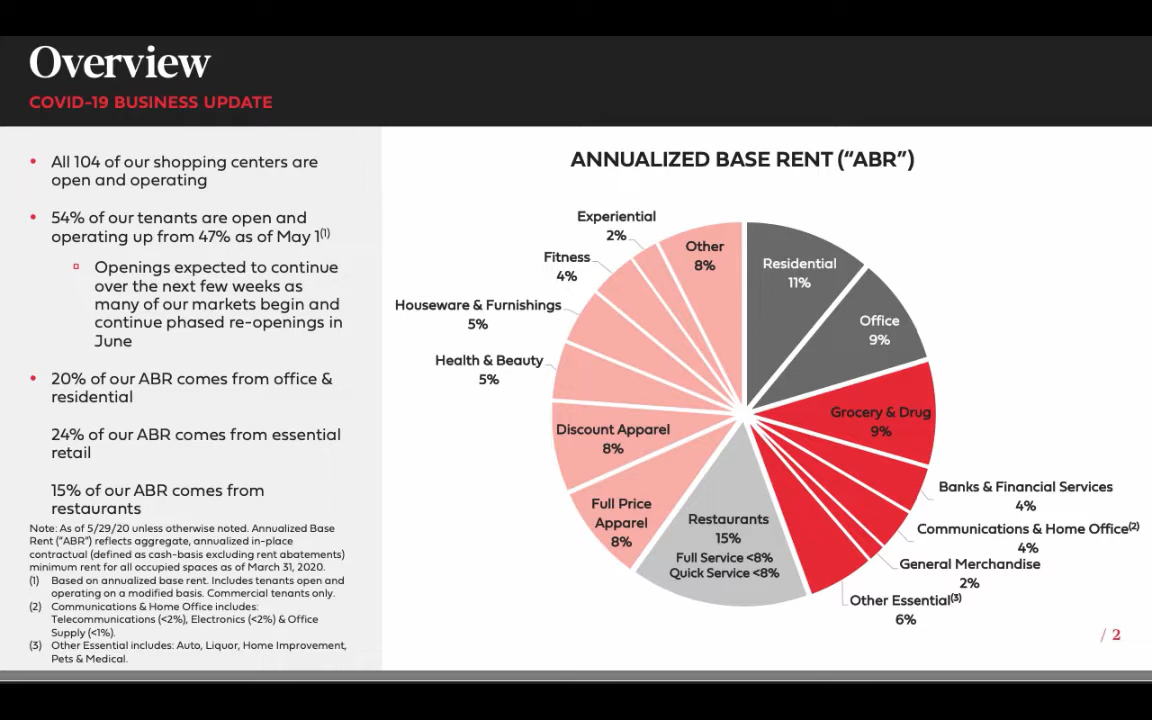 Overview
COVID-19 BUSINESS UPDATE
• All 104 of our shopping centers are
open and operating
• 54% of our tenants are open and
operating up from 47% as of May 1(1)
▫ Openings expected to continue
over the next few weeks as
many of our markets begin and
continue phased re-openings in
June
• 20% of our ABR comes from office &
residential
24% of our ABR comes from essential
retail
15% of our ABR comes from
restaurants
Note: As of 5/29/20 unless otherwise noted. Annualized Base
Rent ("ABR") reflects aggregate, annualized in-place
contractual (defined as cash-basis excluding rent abatements)
minimum rent for all occupied spaces as of March 31, 2020.
(1) Based on annualized base rent. Includes tenants open and
operating on a modified basis. Commercial tenants only.
(2) Communications & Home Office includes:
Telecommunications (<2%), Electronics (<2%) & Office
Supply (<1%).
(3) Other Essential includes: Auto, Liquor, Home Improvement,
Pets & Medical.
ANNUALIZED BASE RENT ("ABR")
Residential
11%
Office
9%
Grocery & Drug
9%
Banks & Financial Services
4%
Communications & Home Office(2)
4%
General Merchandise
2%
Other Essential(3)
6%
Restaurants
15%
Full Service <8%
Quick Service <8%
Full Price
Apparel
8%
Discount Apparel
8%
Health & Beauty
5%
Houseware & Furnishings
5%
Fitness
4%
Experiential
2%
Other
8%
/ 2